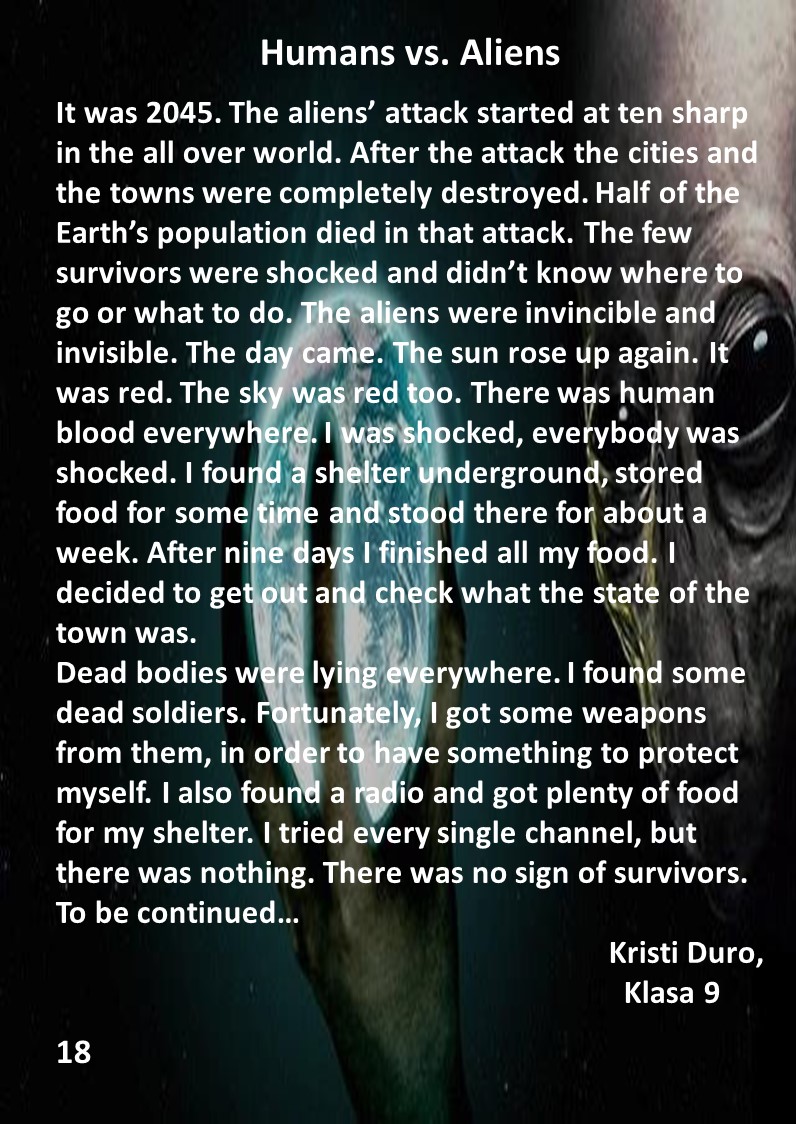 Humans vs. Aliens
It was 2045. The aliens’ attack started at ten sharp
in the all over world. After the attack the cities and
the towns were completely destroyed. Half of the
Earth’s population died in that attack. The few
survivors were shocked and didn’t know where to
go or what to do. The aliens were invincible and
invisible. The day came. The sun rose up again. It
was red. The sky was red too. There was human
blood everywhere. I was shocked, everybody was
shocked. I found a shelter underground, stored
food for some time and stood there for about a
week. After nine days I finished all my food. I
decided to get out and check what the state of the
town was.
Dead bodies were lying everywhere. I found some
dead soldiers. Fortunately, I got some weapons
from them, in order to have something to protect
myself. I also found a radio and got plenty of food
for my shelter. I tried every single channel, but
there was nothing. There was no sign of survivors.
To be continued…
Kristi Duro,
Klasa 9
18